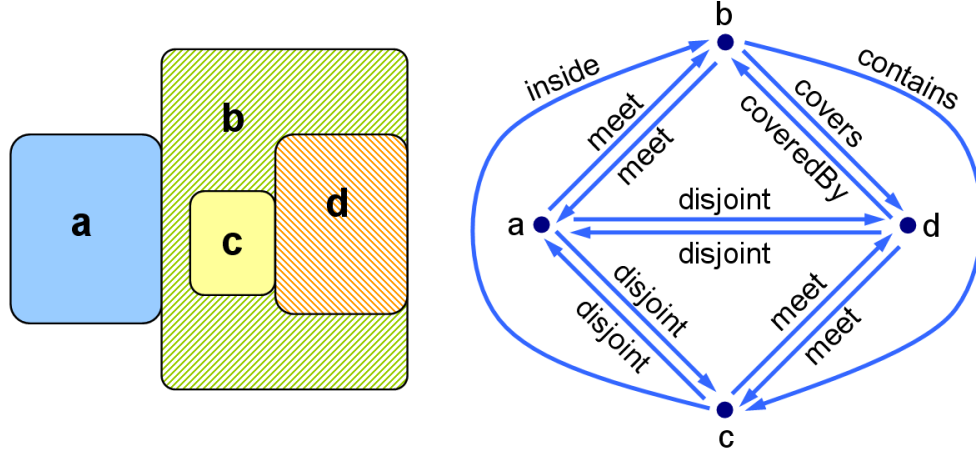 a
b
c
d
b
inside
contains
meet
meet
covers
coveredBy
a
disjoint
disjoint
d
disjoint
disjoint
meet
meet
c